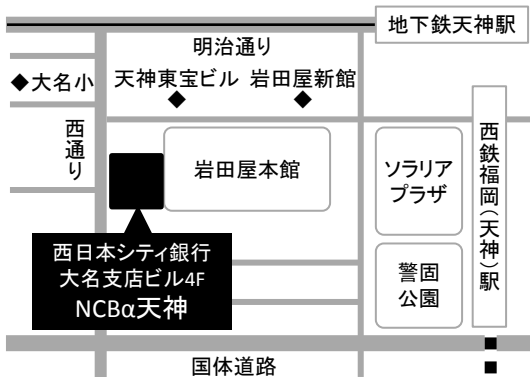 地下鉄天神駅
明治通り
◆大名小
天神東宝ビル
岩田屋新館
西通り
岩田屋本館
ソラリア
プラザ
西鉄福岡(天神)駅
西日本シティ銀行
大名支店ビル4F
NCBα天神
警固
公園
国体道路